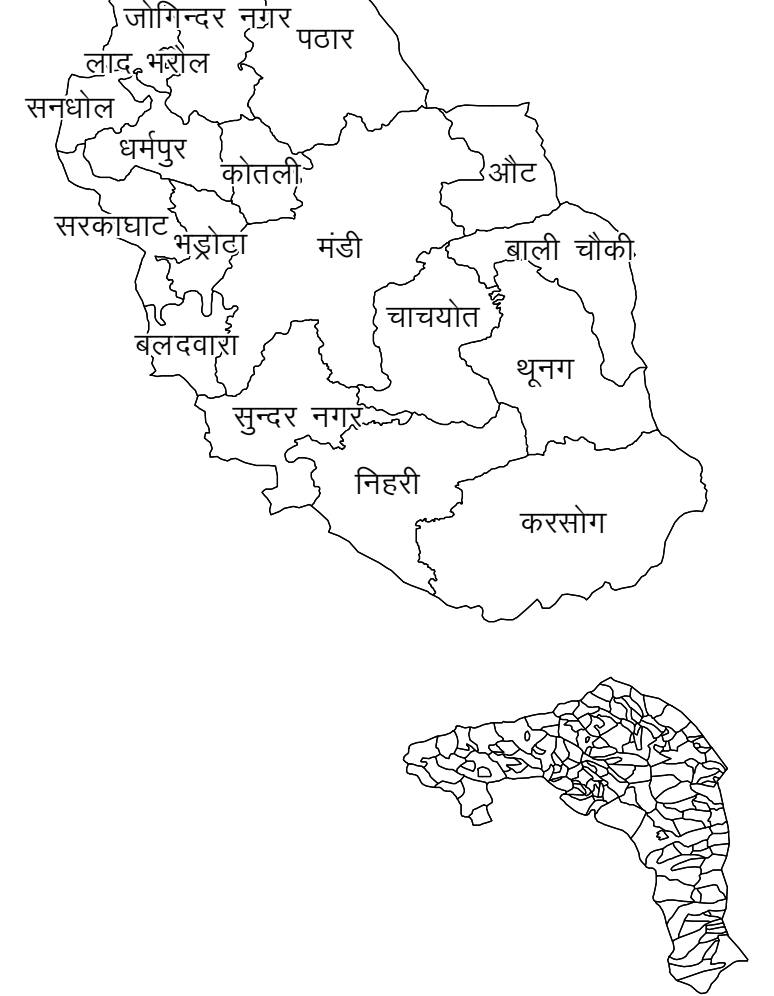 जोगिन्दर नगर
पठार
लाद भरोल
सनधोल
धर्मपुर
कोतली
औट
सरकाघाट
भड्रोटा
मंडी
बाली चौकी
चाचयोत
बलदवारा
थूनग
सुन्दर नगर
निहरी
करसोग